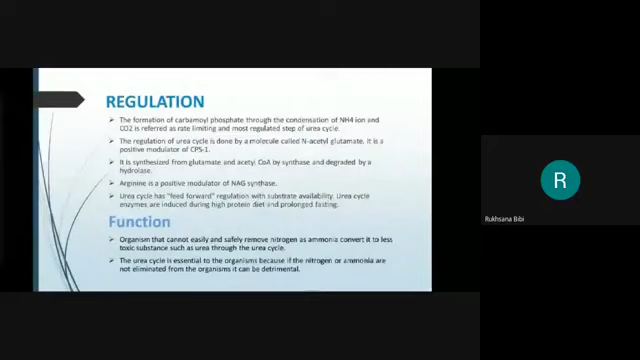 REGULATION
The formation of carbamoyl phosphate through the condensation of NH4 ion and
CO2 is referred as rate limiting and most regulated step of urea cycle.
The regulation of urea cycle is done by a molecule called N-acetyl glutamate. It is a
positive modulator of CPS-1.
It is synthesized from glutamate and acetyl CoA by synthase and degraded by a
hydrolase.
Arginine is a positive modulator of NAG synthase.
Urea cycle has "feed forward" regulation with substrate availability. Urea cycle
enzymes are induced during high protein diet and prolonged fasting.
Function
Organism that cannot easily and safely remove nitrogen as ammonia convert it to less
toxic substance such as urea through the urea cycle.
The urea cycle is essential to the organisms because if the nitrogen or ammonia are
not eliminated from the organisms it can be detrimental.
R
Rukhsana Bibi